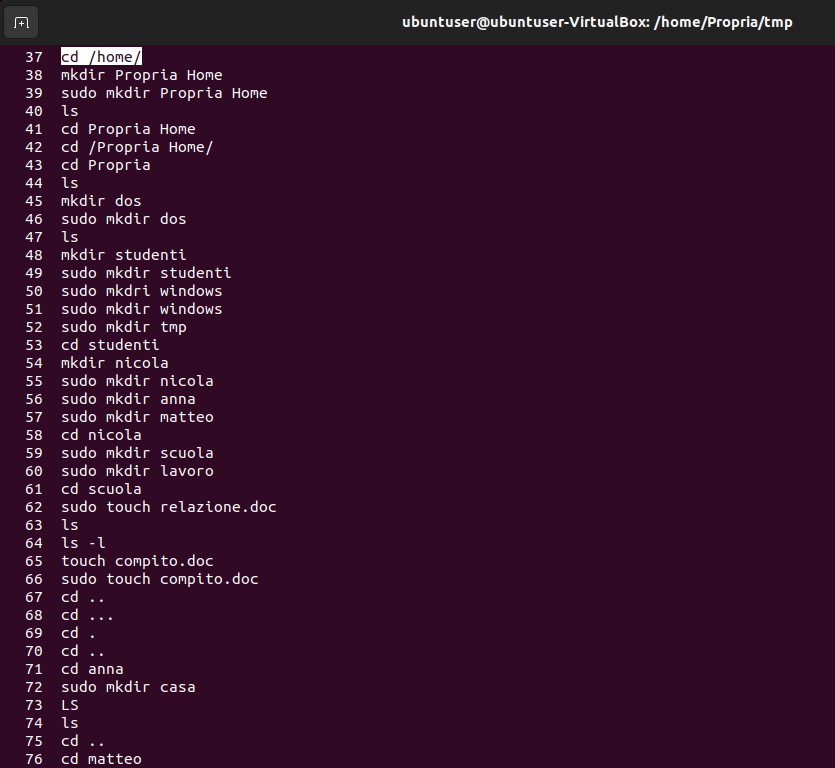 ubuntuser@ubuntuser-VirtualBox: /home/Propria/tmp
37 cd /home/
38 mkdir Propria Home
39 sudo mkdir Propria Home
40 ls
41 cd Propria Home
42 cd /Propria Home/
43 cd Propria
44 ls
45 mkdir dos
46 sudo mkdir dos
47 ls
48 mkdir studenti
49 sudo mkdir studenti
50 sudo mkdri windows
51 sudo mkdir windows
52 sudo mkdir tmp
53 cd studenti
54 mkdir nicola
55 sudo mkdir nicola
56 sudo mkdir anna
57 sudo mkdir matteo
58 cd nicola
59 sudo mkdir scuola
60 sudo mkdir lavoro
61 cd scuola
62 sudo touch relazione.doc
63 ls
64 ls -l
65 touch compito.doc
66 sudo touch compito.doc
67 cd ..
68 cd ...
69 cd .
70 cd ..
71 cd anna
72 sudo mkdir casa
73 LS
74 ls
75 cd ..
76 cd matteo